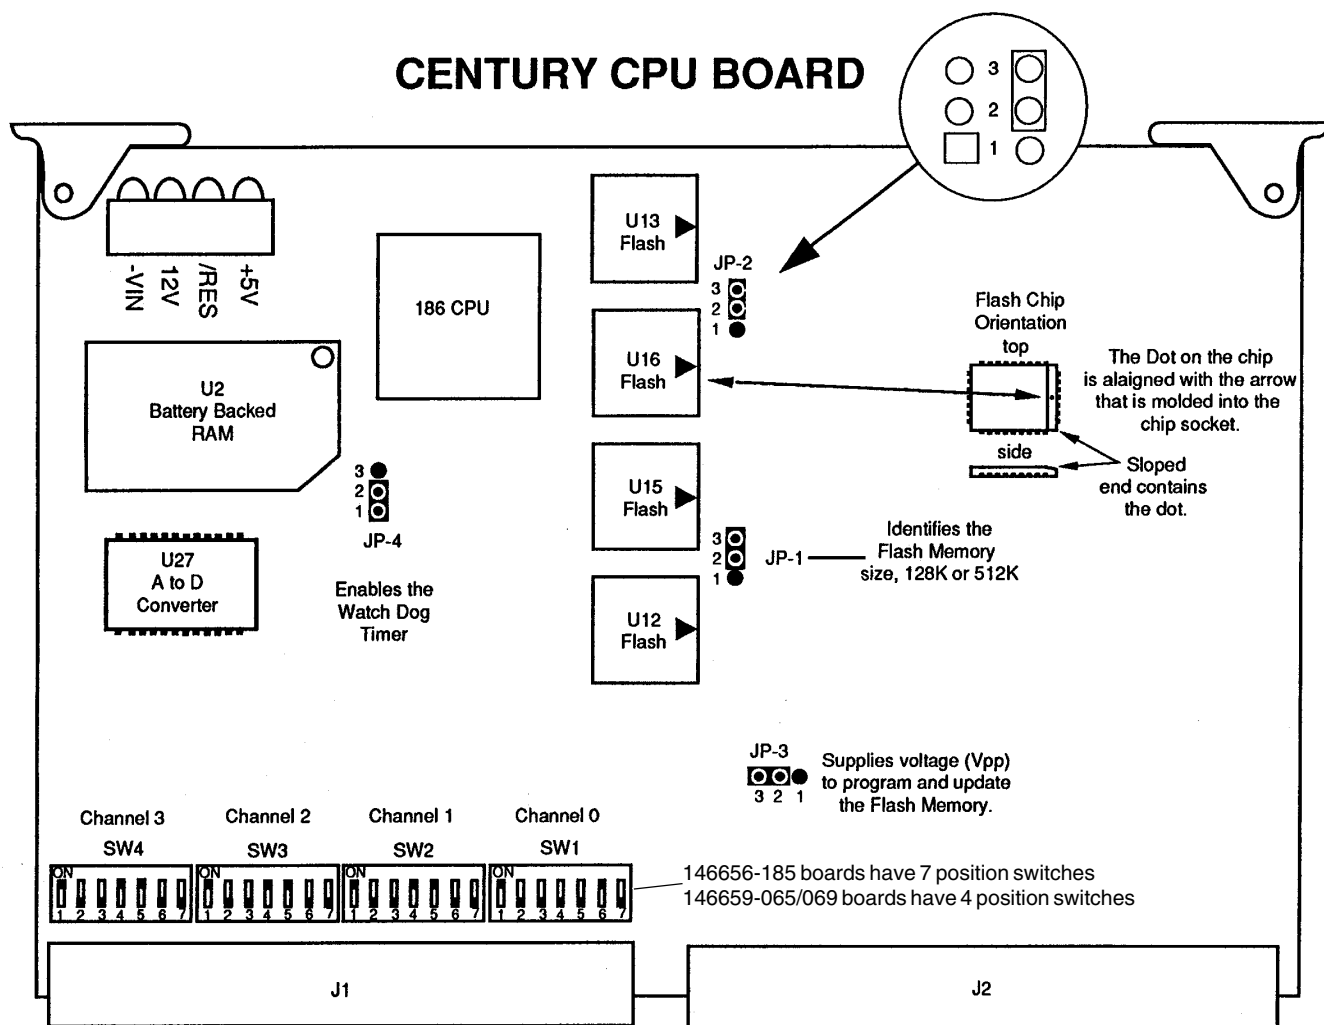 CENTURY CPU BOARD
3
2
1
-VIN
12V
/RES
+5V
186 CPU
U13
Flash
JP-2
3
2
1
U16
Flash
Flash Chip
Orientation
top
The Dot on the chip
is alaigned with the arrow
that is molded into the
chip socket.
side
Sloped
end contains
the dot.
U2
Battery Backed
RAM
3
2
1
JP-4
Enables the
Watch Dog
Timer
U15
Flash
3
2
1
JP-1
Identifies the
Flash Memory
size, 128K or 512K
U27
A to D
Converter
U12
Flash
JP-3
3 2 1
Supplies voltage (Vpp)
to program and update
the Flash Memory.
Channel 3
SW4
ON
1 2 3 4 5 6 7
Channel 2
SW3
ON
1 2 3 4 5 6 7
Channel 1
SW2
ON
1 2 3 4 5 6 7
Channel 0
SW1
ON
1 2 3 4 5 6 7
146656-185 boards have 7 position switches
146659-065/069 boards have 4 position switches
J1
J2